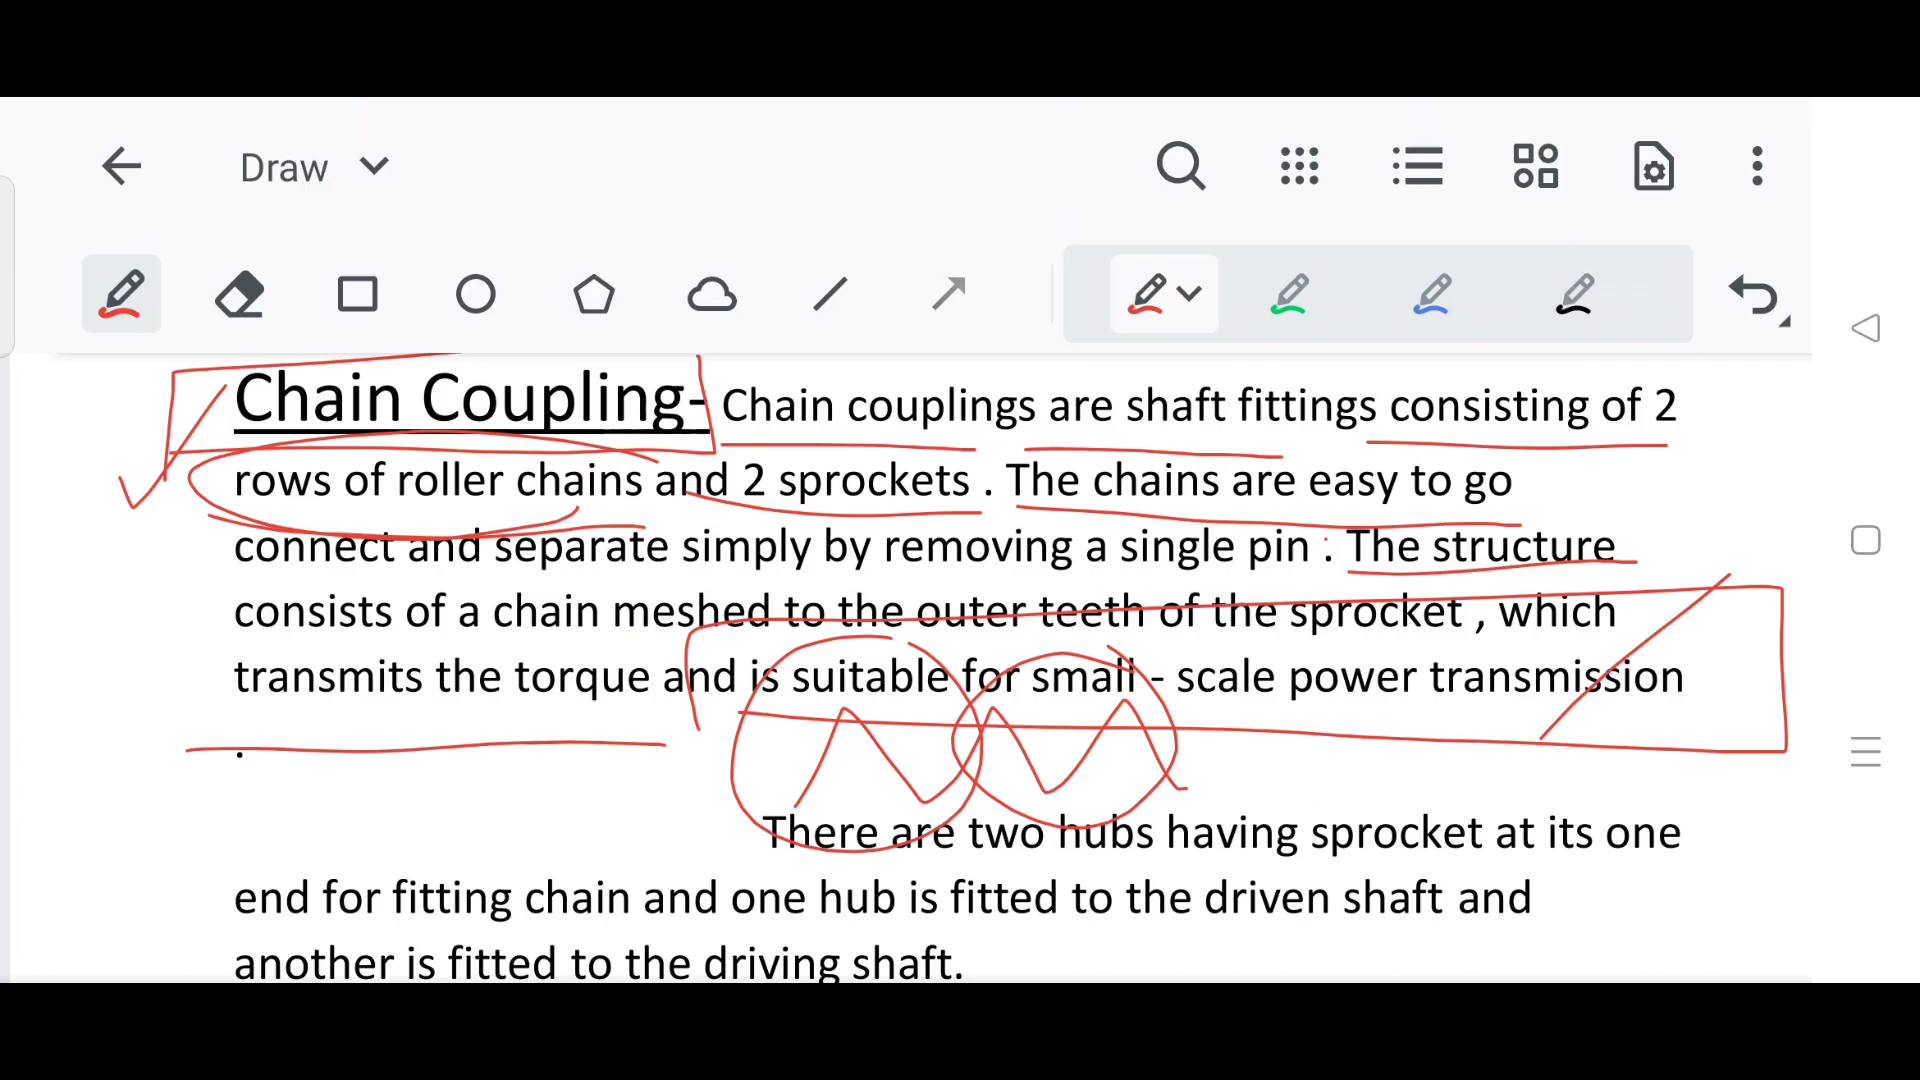 Draw
Chain Coupling- Chain couplings are shaft fittings consisting of 2
rows of roller chains and 2 sprockets . The chains are easy to go
connect and separate simply by removing a single pin . The structure
consists of a chain meshed to the outer teeth of the sprocket , which
transmits the torque and is suitable for small - scale power transmission
.
There are two hubs having sprocket at its one
end for fitting chain and one hub is fitted to the driven shaft and
another is fitted to the driving shaft.